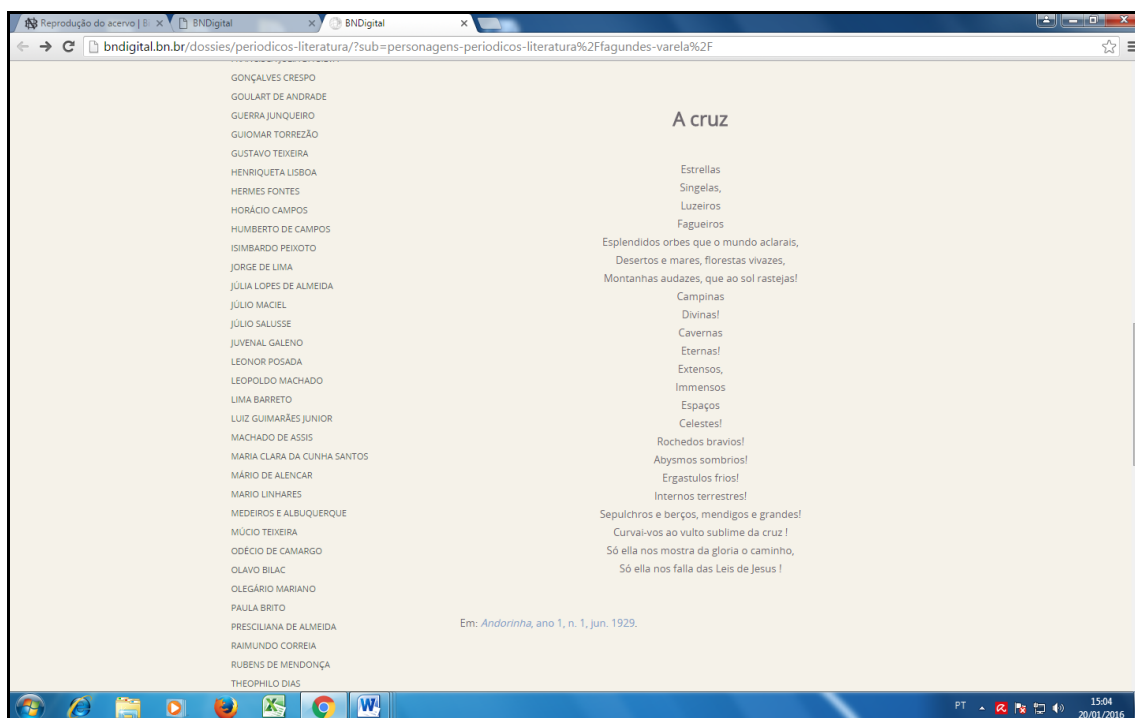 Reprodução do acervo | Bi
BNDigital
BNDigital
bndigital.bn.br/dossies/periodicos-literatura/?sub=personagens-periodicos-literatura%2Ffagundes-varela%2F
GONÇALVES CRESPO
GOULART DE ANDRADE
GUERRA JUNQUEIRO
GUIOMAR TORREZÃO
GUSTAVO TEIXEIRA
HENRIQUETA LISBOA
HERMES FONTES
HORÁCIO CAMPOS
HUMBERTO DE CAMPOS
ISIMBARDO PEIXOTO
JORGE DE LIMA
JÚLIA LOPES DE ALMEIDA
JÚLIO MACIEL
JÚLIO SALUSSE
JUVENAL GALENO
LEONOR POSADA
LEOPOLDO MACHADO
LIMA BARRETO
LUIZ GUIMARÃES JUNIOR
MACHADO DE ASSIS
MARIA CLARA DA CUNHA SANTOS
MÁRIO DE ALENCAR
MARIO LINHARES
MEDEIROS E ALBUQUERQUE
MÚCIO TEIXEIRA
ODÉCIO DE CAMARGO
OLAVO BILAC
OLEGÁRIO MARIANO
PAULA BRITO
PRESCILIANA DE ALMEIDA
RAIMUNDO CORREIA
RUBENS DE MENDONÇA
THEOPHILO DIAS
A cruz
Estrellas
Singelas,
Luzeiros
Fagueiros
Esplendidos orbes que o mundo aclarais,
Desertos e mares, florestas vivazes,
Montanhas audazes, que ao sol rastejas!
Campinas
Divinas!
Cavernas
Eternas!
Extensos,
Immensos
Espaços
Celestes!
Rochedos bravios!
Abysmos sombrios!
Ergastulos frios!
Internos terrestres!
Sepulchros e berços, mendigos e grandes!
Curvai-vos ao vulto sublime da cruz !
Só ella nos mostra da gloria o caminho,
Só ella nos falla das Leis de Jesus !
Em: Andorinha, ano 1, n. 1, jun. 1929.
PT
15:04
20/01/2016